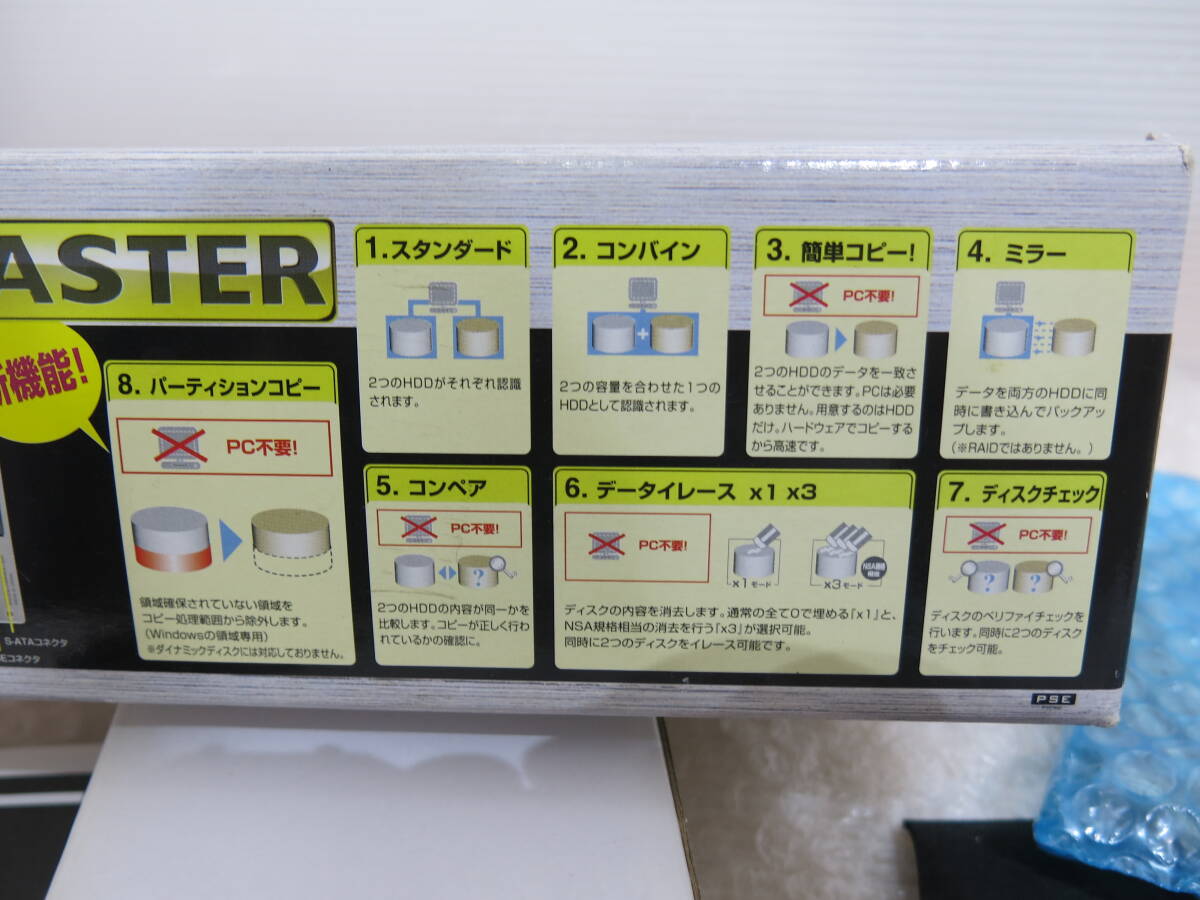 ASTER
新機能!
1.スタンダード
2つのHDDがそれぞれ認識
されます。
2. コンバイン
2つの容量を合わせた1つの
HDDとして認識されます。
3. 簡単コピー!
PC不要!
2つのHDDのデータを一致さ
せることができます。PCは必要
ありません。用意するのはHDD
だけ。ハードウェアでコピーする
から高速です。
4. ミラー
データを両方のHDDに同
時に書き込んでバックアッ
プします。
(※RAIDではありません。)
8. パーティションコピー
PC不要!
領域確保されていない領域を
コピー処理範囲から除外します。
(Windowsの領域専用)
※ダイナミックディスクには対応しておりません。
5. コンペア
PC不要!
?
2つのHDDの内容が同一かを
比較します。コピーが正しく行わ
れているかの確認に。
6. データイレース x1 x3
PC不要!
x1モード
x3モード
ディスクの内容を消去します。通常の全て0で埋める「x1」と、
NSA規格相当の消去を行う「x3」が選択可能。
同時に2つのディスクをイレース可能です。
7. ディスクチェック
PC不要!
? ?
ディスクのベリファイチェックを
行います。同時に2つのディスク
をチェック可能。
S-ATAコネクタ
Eコネクタ
PSE